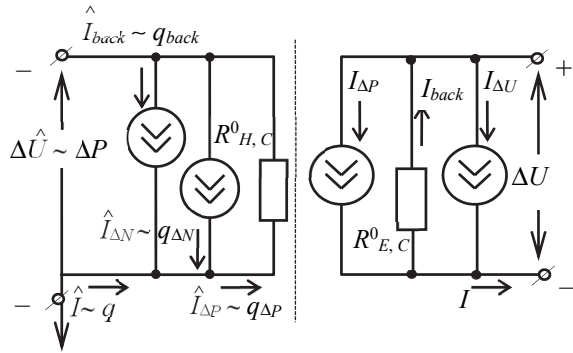 Î_back ~ q_back
−
+
I_ΔP
I_back
I_ΔU
R⁰_H, C
ΔÛ ~ ΔP
ΔU
Î_ΔN ~ q_ΔN
R⁰_E, C
−
Î ~ q
Î_ΔP ~ q_ΔP
I
−